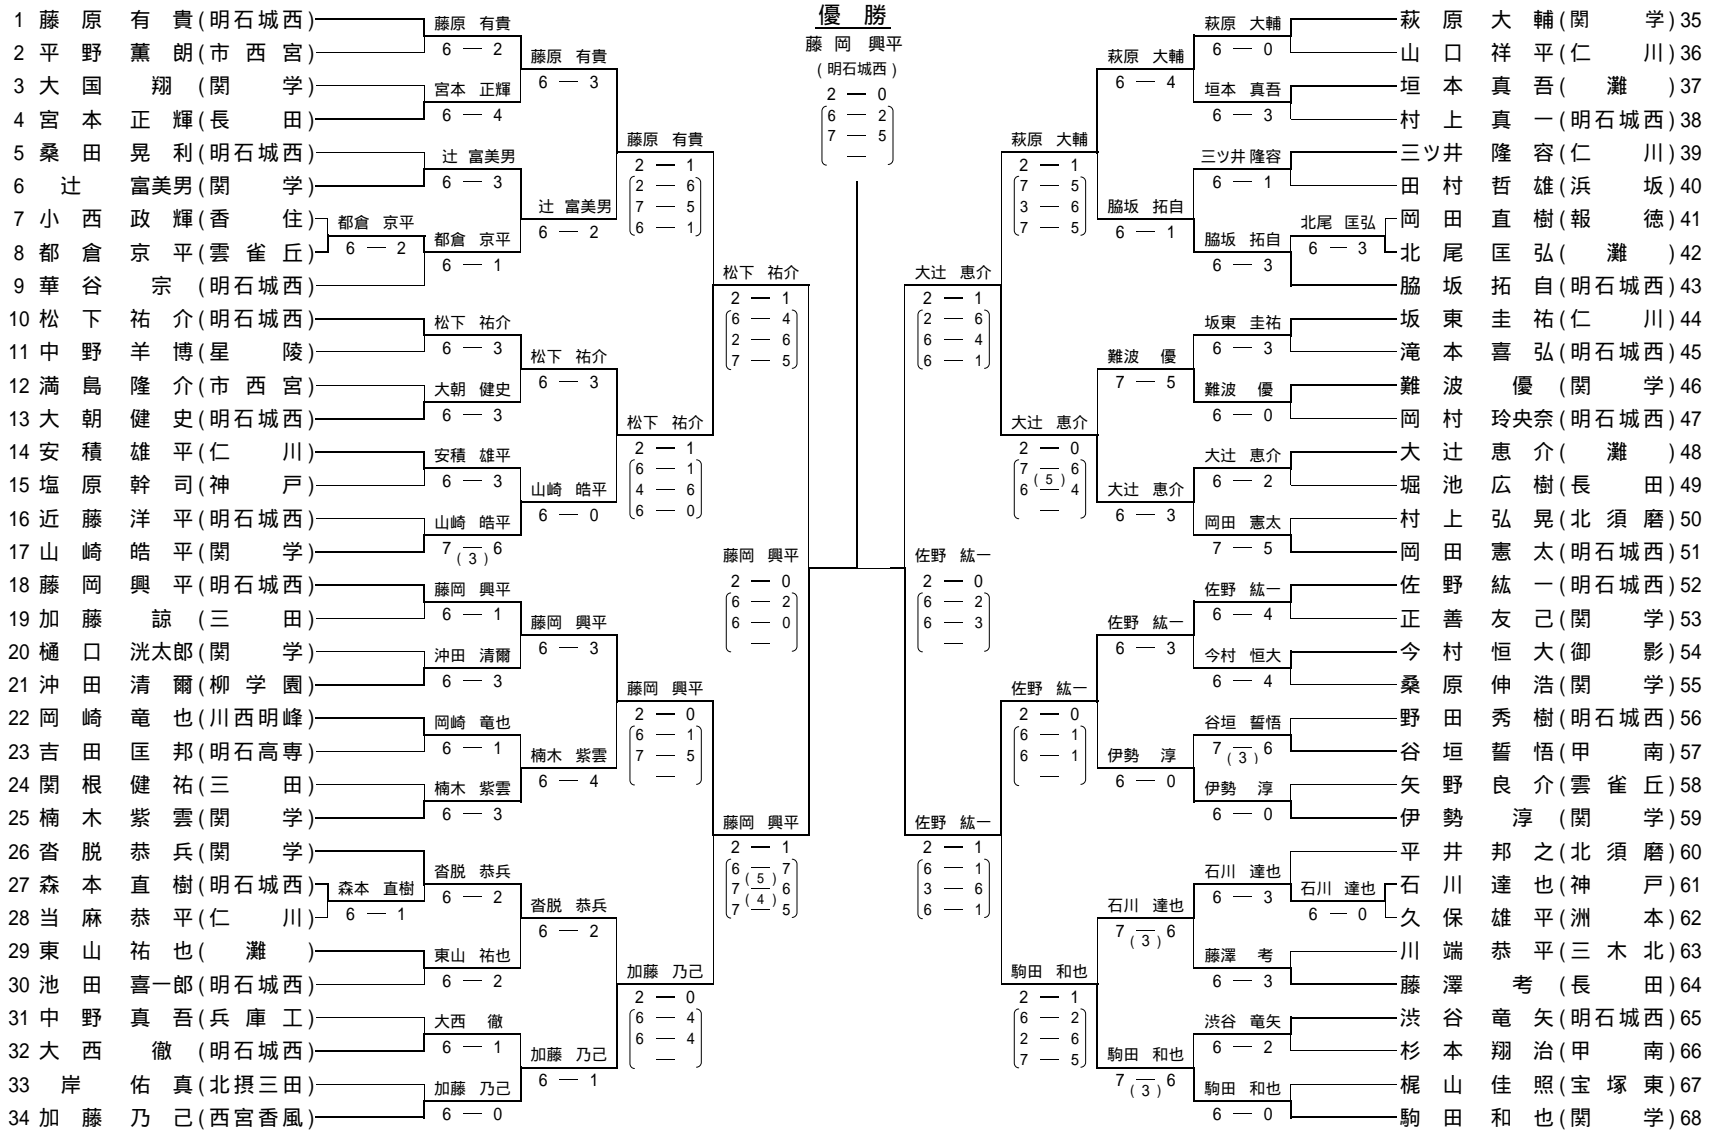 優 勝
藤 岡 興平
(明石城西)
2 ― 0
6 ― 2
7 ― 5
―
1 藤 原 有 貴(明石城西)
2 平 野 薫 朗(市 西 宮)
3 大 国 翔(関 学)
4 宮 本 正 輝(長 田)
5 桑 田 晃 利(明石城西)
6 辻 富美男(関 学)
7 小 西 政 輝(香 住)
8 都 倉 京 平(雲 雀 丘)
9 華 谷 宗 (明石城西)
10 松 下 祐 介(明石城西)
11 中 野 羊 博(星 陵)
12 満 島 隆 介(市 西 宮)
13 大 朝 健 史(明石城西)
14 安 積 雄 平(仁 川)
15 塩 原 幹 司(神 戸)
16 近 藤 洋 平(明石城西)
17 山 崎 皓 平(関 学)
18 藤 岡 興 平(明石城西)
19 加 藤 諒 (三 田)
20 樋 口 洸太郎(関 学)
21 沖 田 清 爾(柳 学 園)
22 岡 崎 竜 也(川西明峰)
23 吉 田 匡 邦(明石高専)
24 関 根 健 祐(三 田)
25 楠 木 紫 雲(関 学)
26 沓 脱 恭 兵(関 学)
27 森 本 直 樹(明石城西)
28 当 麻 恭 平(仁 川)
29 東 山 祐 也( 灘 )
30 池 田 喜一郎(明石城西)
31 中 野 真 吾(兵 庫 工)
32 大 西 徹 (明石城西)
33 岸 佑 真(北摂三田)
34 加 藤 乃 己(西宮香風)
都倉 京平
6 ― 2
森本 直樹
6 ― 1
藤原 有貴
6 ― 2
宮本 正輝
6 ― 4
辻 富美男
6 ― 3
都倉 京平
6 ― 1
松下 祐介
6 ― 3
大朝 健史
6 ― 3
安積 雄平
6 ― 3
山崎 皓平
7 ― 6
(3)
藤岡 興平
6 ― 1
沖田 清爾
6 ― 3
岡崎 竜也
6 ― 1
楠木 紫雲
6 ― 3
沓脱 恭兵
6 ― 2
東山 祐也
6 ― 2
大西 徹
6 ― 1
加藤 乃己
6 ― 0
藤原 有貴
6 ― 3
辻 富美男
6 ― 2
松下 祐介
6 ― 3
山崎 皓平
6 ― 0
藤岡 興平
6 ― 3
楠木 紫雲
6 ― 4
沓脱 恭兵
6 ― 2
加藤 乃己
6 ― 1
藤原 有貴
2 ― 1
2 ― 6
7 ― 5
6 ― 1
松下 祐介
2 ― 1
6 ― 1
4 ― 6
6 ― 0
藤岡 興平
2 ― 0
6 ― 1
7 ― 5
―
加藤 乃己
2 ― 0
6 ― 4
6 ― 4
―
松下 祐介
2 ― 1
6 ― 4
2 ― 6
7 ― 5
藤岡 興平
2 ― 1
6 ― 7
(5)
7 ― 6
(4)
7 ― 5
藤岡 興平
2 ― 0
6 ― 2
6 ― 0
―
佐野 紘一
2 ― 0
6 ― 2
6 ― 3
―
大辻 恵介
2 ― 1
2 ― 6
6 ― 4
6 ― 1
佐野 紘一
2 ― 1
6 ― 1
3 ― 6
6 ― 1
萩原 大輔
2 ― 1
7 ― 5
3 ― 6
7 ― 5
大辻 恵介
2 ― 0
7 ― 6
(5)
6 ― 4
―
佐野 紘一
2 ― 0
6 ― 1
6 ― 1
―
駒田 和也
2 ― 1
6 ― 2
2 ― 6
7 ― 5
萩原 大輔
6 ― 4
脇坂 拓自
6 ― 1
難波 優
7 ― 5
大辻 恵介
6 ― 3
佐野 紘一
6 ― 3
伊勢 淳
6 ― 0
石川 達也
7 ― 6
(3)
駒田 和也
7 ― 6
(3)
萩原 大輔
6 ― 0
垣本 真吾
6 ― 3
三ツ井 隆容
6 ― 1
脇坂 拓自
6 ― 3
坂東 圭祐
6 ― 3
難波 優
6 ― 0
大辻 恵介
6 ― 2
岡田 憲太
7 ― 5
佐野 紘一
6 ― 4
今村 恒大
6 ― 4
谷垣 誓悟
7 ― 6
(3)
伊勢 淳
6 ― 0
石川 達也
6 ― 3
藤澤 考
6 ― 3
渋谷 竜矢
6 ― 2
駒田 和也
6 ― 0
北尾 匡弘
6 ― 3
石川 達也
6 ― 0
萩 原 大 輔(関 学)35
山 口 祥 平(仁 川)36
垣 本 真 吾( 灘 )37
村 上 真 一(明石城西)38
三ツ井 隆 容(仁 川)39
田 村 哲 雄(浜 坂)40
岡 田 直 樹(報 徳)41
北 尾 匡 弘( 灘 )42
脇 坂 拓 自(明石城西)43
坂 東 圭 祐(仁 川)44
滝 本 喜 弘(明石城西)45
難 波 優 (関 学)46
岡 村 玲央奈(明石城西)47
大 辻 恵 介( 灘 )48
堀 池 広 樹(長 田)49
村 上 弘 晃(北 須 磨)50
岡 田 憲 太(明石城西)51
佐 野 紘 一(明石城西)52
正 善 友 己(関 学)53
今 村 恒 大(御 影)54
桑 原 伸 浩(関 学)55
野 田 秀 樹(明石城西)56
谷 垣 誓 悟(甲 南)57
矢 野 良 介(雲 雀 丘)58
伊 勢 淳 (関 学)59
平 井 邦 之(北 須 磨)60
石 川 達 也(神 戸)61
久 保 雄 平(洲 本)62
川 端 恭 平(三 木 北)63
藤 澤 考 (長 田)64
渋 谷 竜 矢(明石城西)65
杉 本 翔 治(甲 南)66
梶 山 佳 照(宝 塚 東)67
駒 田 和 也(関 学)68